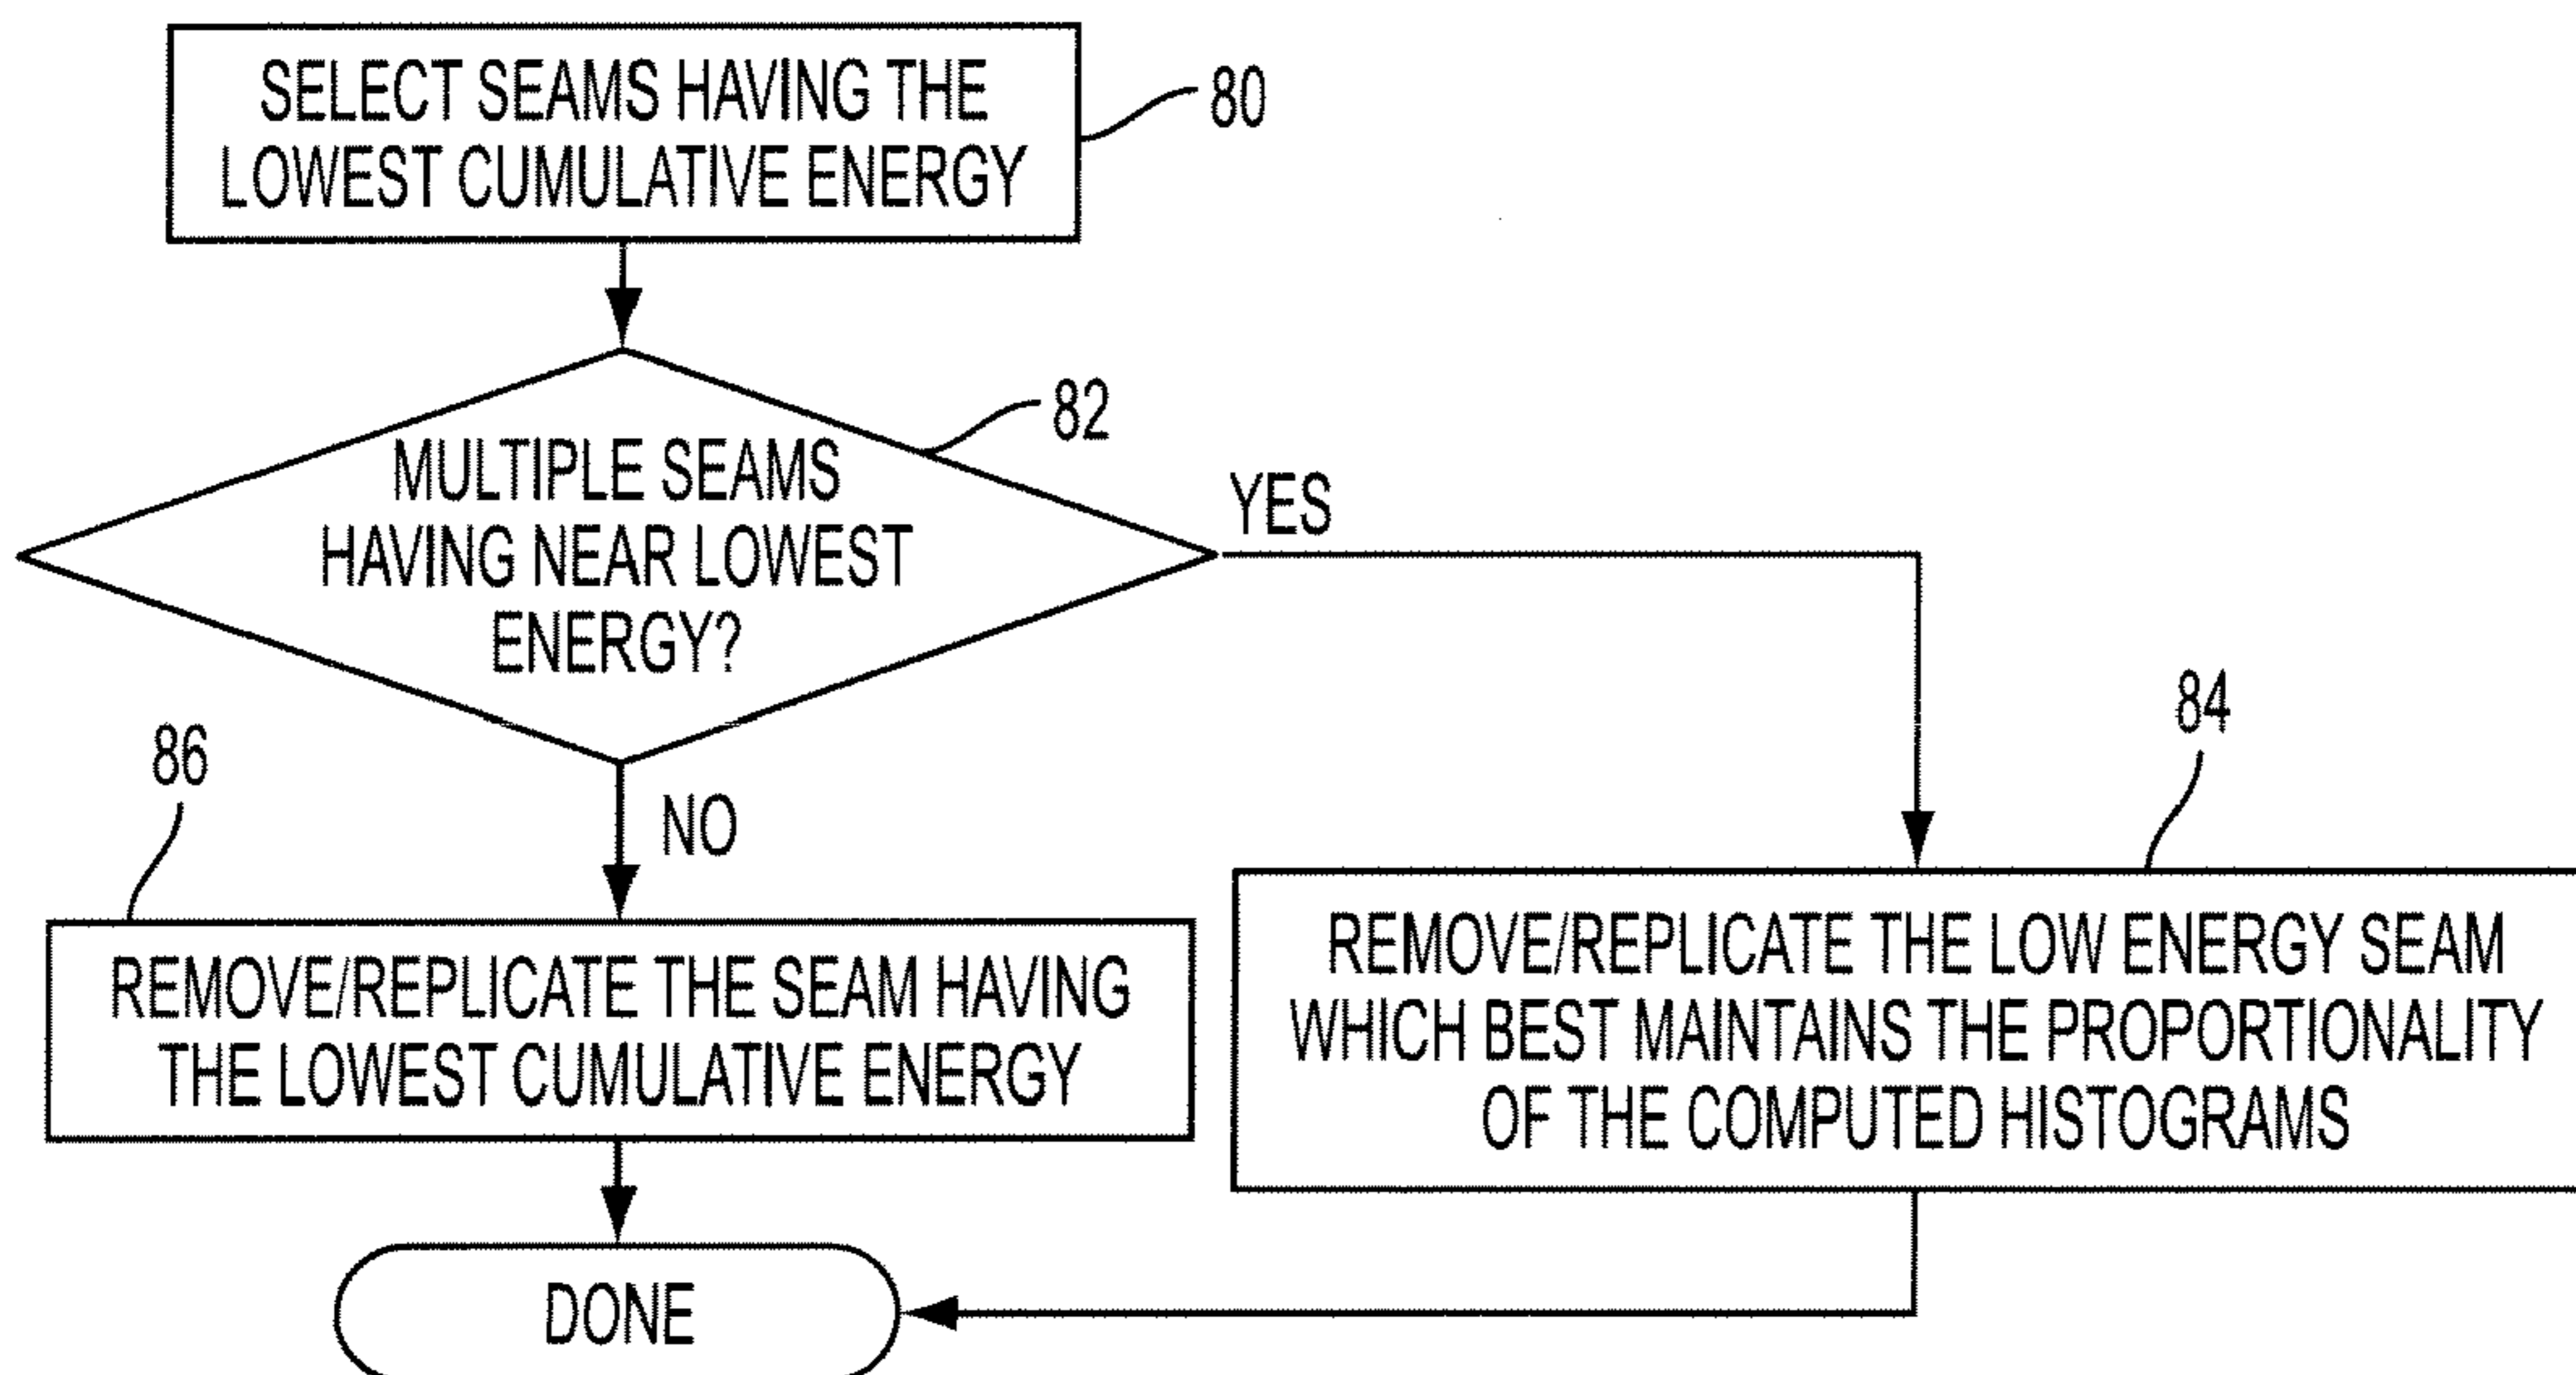 SELECT SEAMS HAVING THE
LOWEST CUMULATIVE ENERGY
80
MULTIPLE SEAMS
HAVING NEAR LOWEST
ENERGY?
82
YES
NO
84
REMOVE/REPLICATE THE LOW ENERGY SEAM
WHICH BEST MAINTAINS THE PROPORTIONALITY
OF THE COMPUTED HISTOGRAMS
86
REMOVE/REPLICATE THE SEAM HAVING
THE LOWEST CUMULATIVE ENERGY
DONE